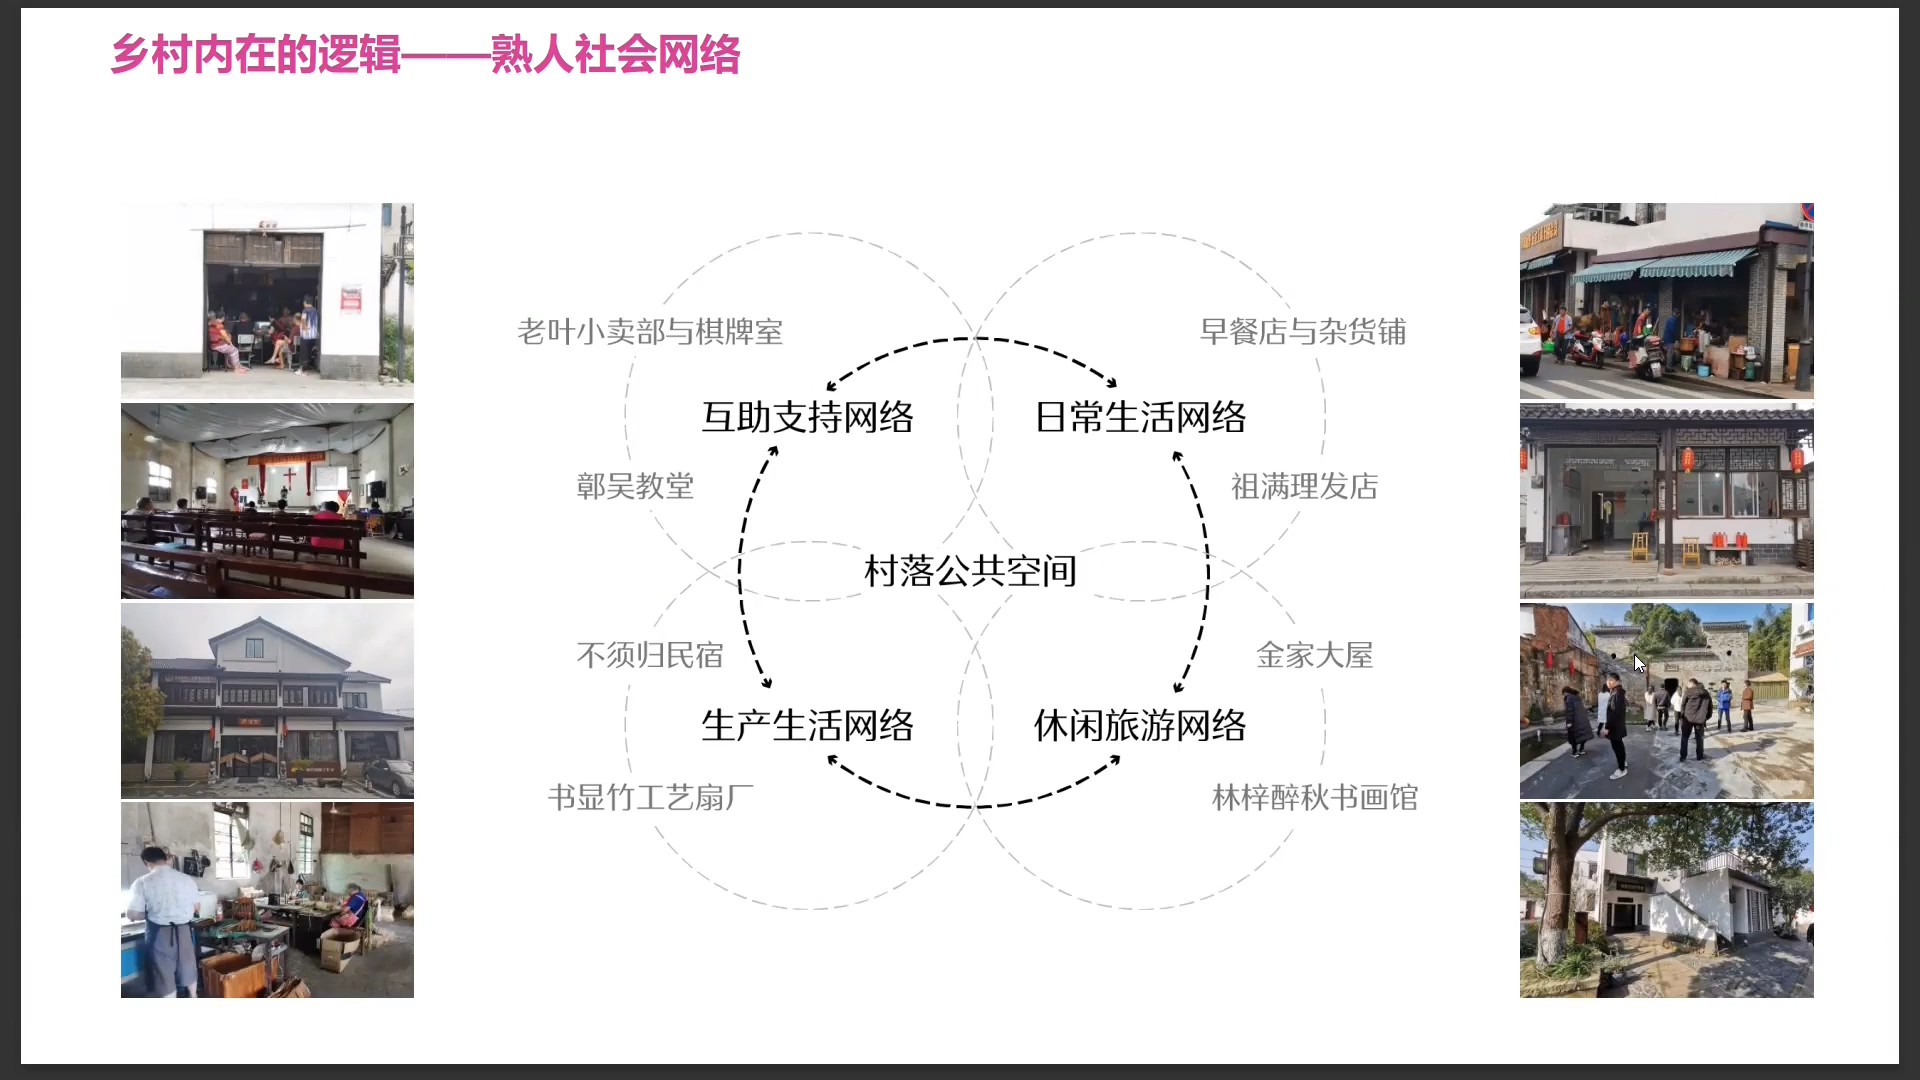 乡村内在的逻辑——熟人社会网络
老叶小卖部与棋牌室
早餐店与杂货铺
互助支持网络
日常生活网络
鄣吴教堂
祖满理发店
村落公共空间
不须归民宿
金家大屋
生产生活网络
休闲旅游网络
书显竹工艺扇厂
林梓醉秋书画馆